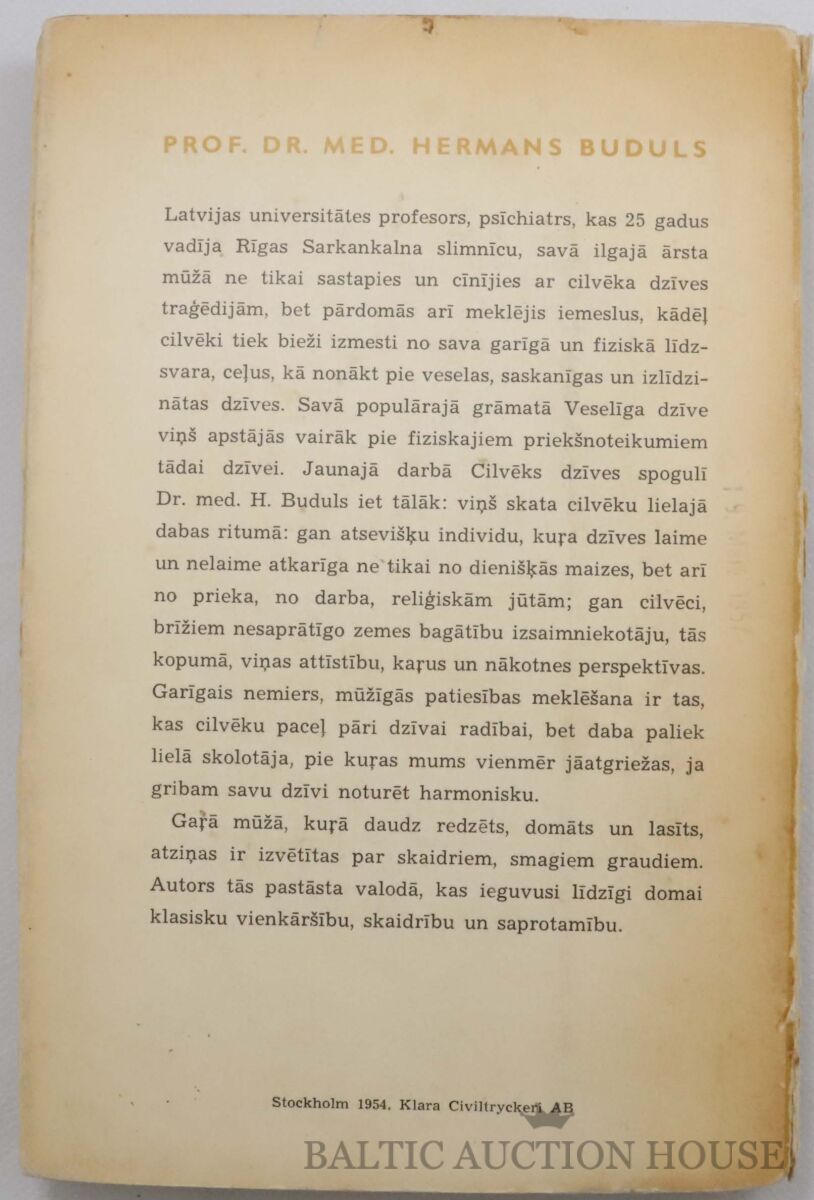 PROF. DR. MED. HERMANS BUDULS
Latvijas universitātes profesors, psīchiatrs, kas 25 gadus
vadīja Rīgas Sarkankalna slimnīcu, savā ilgajā ārsta
mūžā ne tikai sastapies un cīnījies ar cilvēka dzīves
traģēdijām, bet pārdomās arī meklējis iemeslus, kādēļ
cilvēki tiek bieži izmesti no sava garīgā un fiziskā līdz-
svara, ceļus, kā nonākt pie veselas, saskanīgas un izlīdzi-
nātas dzīves. Savā populārajā grāmatā Veselīga dzīve
viņš apstājās vairāk pie fiziskajiem priekšnoteikumiem
tādai dzīvei. Jaunajā darbā Cilvēks dzīves spogulī
Dr. med. H. Buduls iet tālāk: viņš skata cilvēku lielajā
dabas ritumā: gan atsevišķu individu, kuŗa dzīves laime
un nelaime atkarīga ne tikai no dienišķās maizes, bet arī
no prieka, no darba, reliģiskām jūtām; gan cilvēci,
brīžiem nesaprātīgo zemes bagātību izsaimniekotāju, tās
kopumā, viņas attīstību, kaŗus un nākotnes perspektīvas.
Garīgais nemiers, mūžīgās patiesības meklēšana ir tas,
kas cilvēku paceļ pāri dzīvai radībai, bet daba paliek
lielā skolotāja, pie kuŗas mums vienmēr jāatgriežas, ja
gribam savu dzīvi noturēt harmonisku.
Gaŗā mūžā, kuŗā daudz redzēts, domāts un lasīts,
atziņas ir izvētītas par skaidriem, smagiem graudiem.
Autors tās pastāsta valodā, kas ieguvusi līdzīgi domai
klasisku vienkāršību, skaidrību un saprotamību.
Stockholm 1954. Klara Civiltryckeri AB
BALTIC AUCTION HOUSE